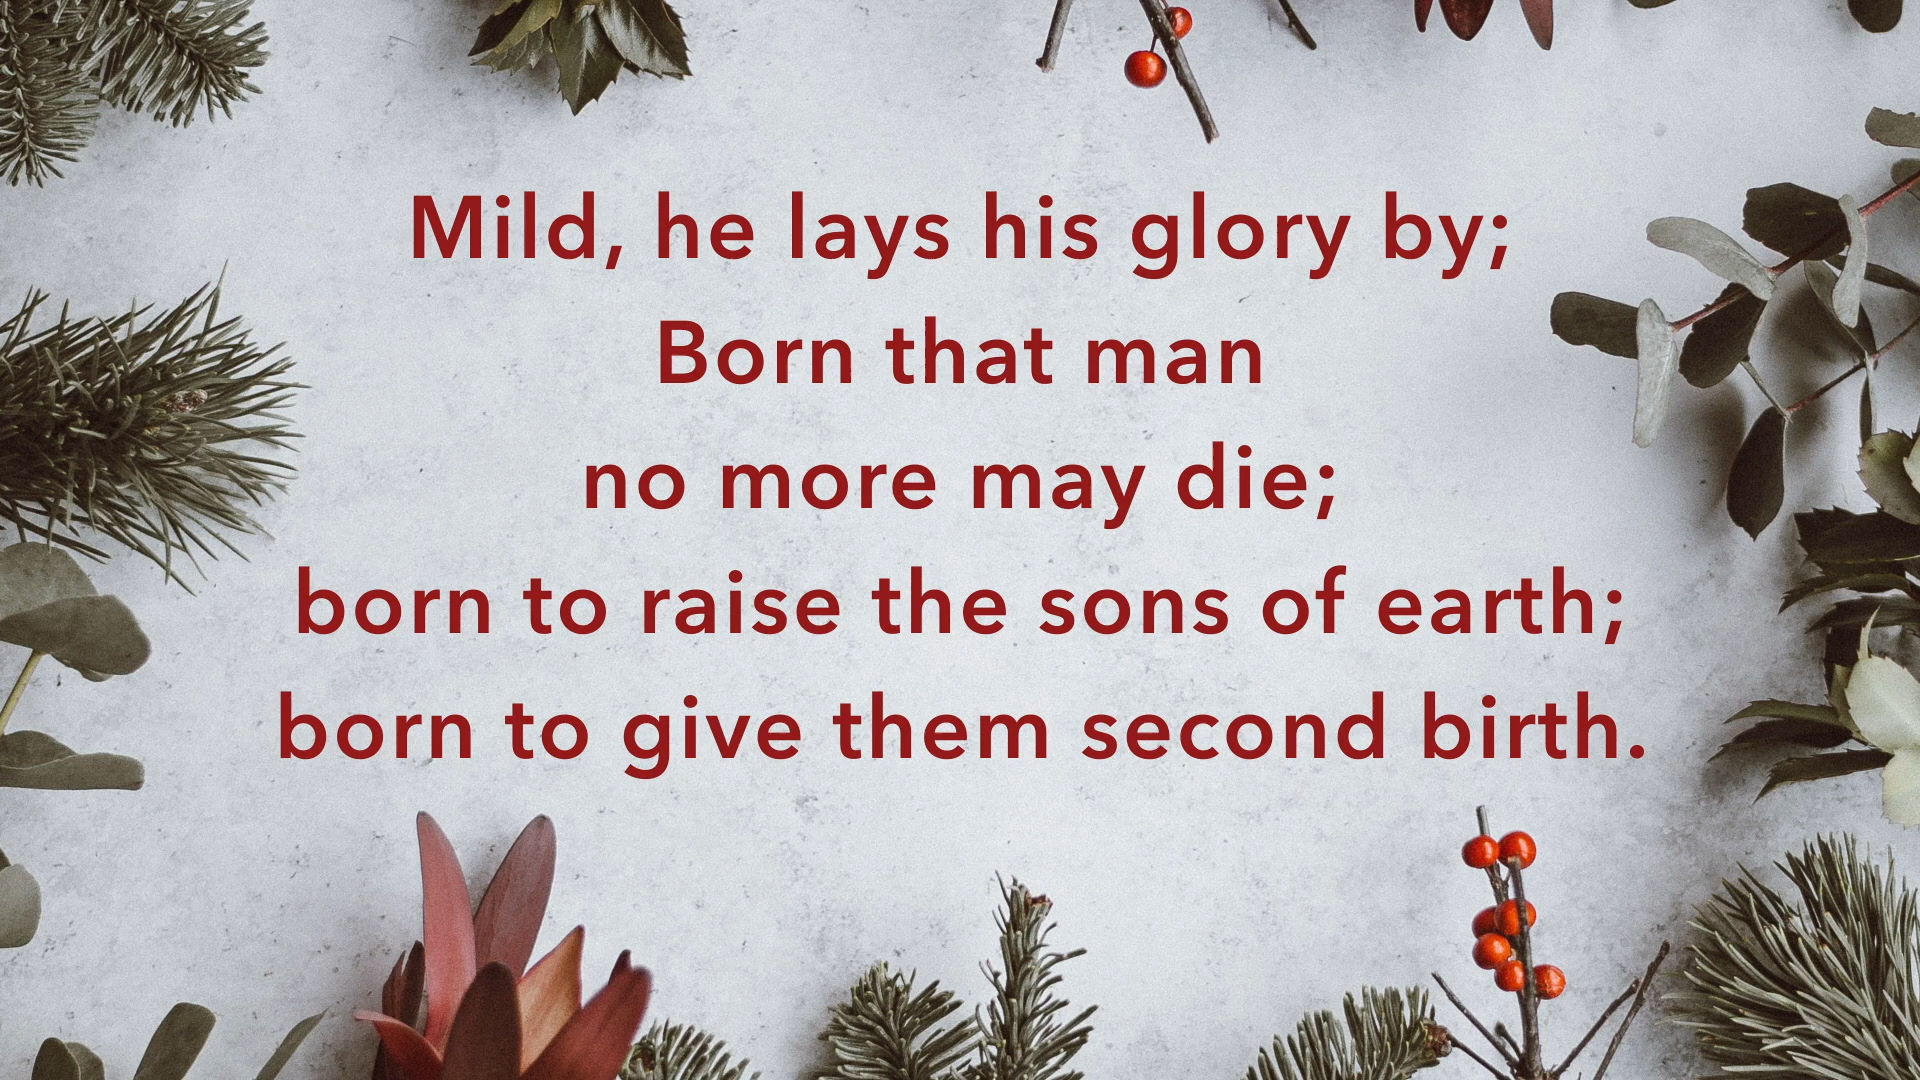 Mild, he lays his glory by;
Born that man
no more may die;
born to raise the sons of earth;
born to give them second birth.